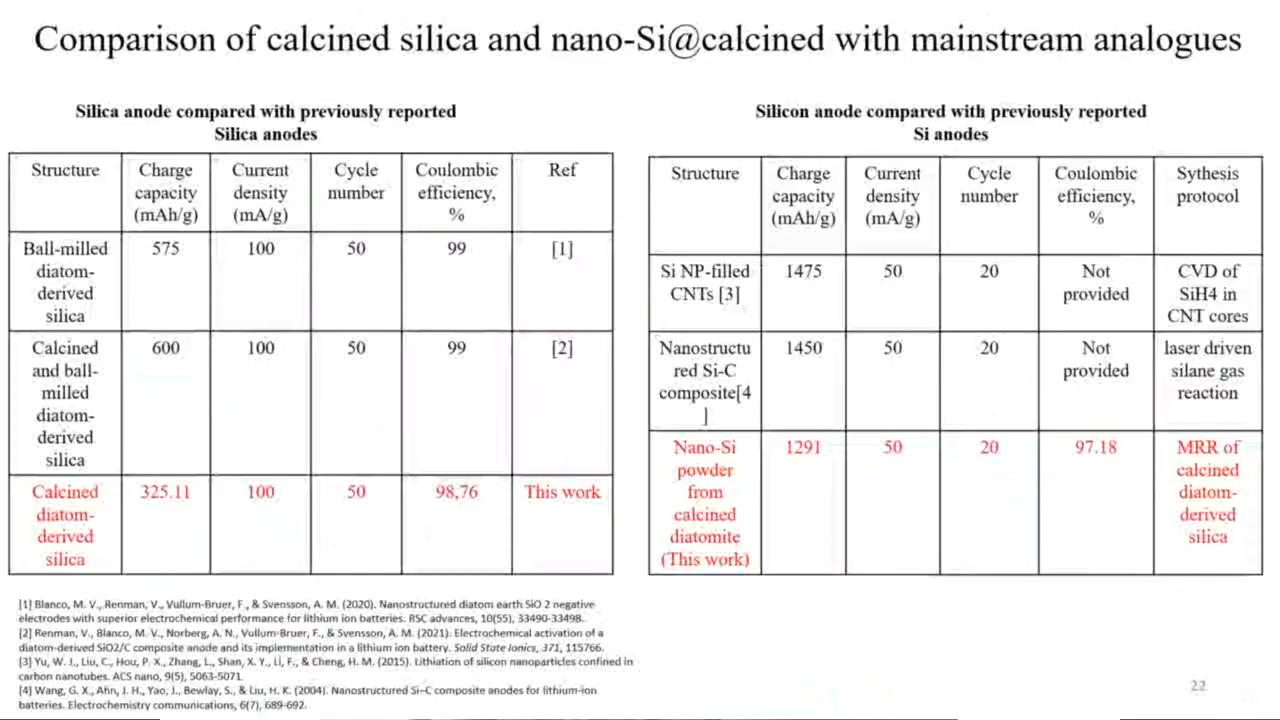 Comparison of calcined silica and nano-Si@calcined with mainstream analogues
Silica anode compared with previously reported
Silica anodes
Structure
Charge
capacity
(mAh/g)
Current
density
(mA/g)
Cycle
number
Coulombic
efficiency,
%
Ref
Ball-milled
diatom-
derived
silica
575
100
50
99
[1]
Calcined
and ball-
milled
diatom-
derived
silica
600
100
50
99
[2]
Calcined
diatom-
derived
silica
325.11
100
50
98,76
This work
Silicon anode compared with previously reported
Si anodes
Structure
Charge
capacity
(mAh/g)
Current
density
(mA/g)
Cycle
number
Coulombic
efficiency,
%
Sythesis
protocol
Si NP-filled
CNTs [3]
1475
50
20
Not
provided
CVD of
SiH4 in
CNT cores
Nanostructu
red Si-C
composite[4
]
1450
50
20
Not
provided
laser driven
silane gas
reaction
Nano-Si
powder
from
calcined
diatomite
(This work)
1291
50
20
97.18
MRR of
calcined
diatom-
derived
silica
[1] Blanco, M. V., Renman, V., Vullum-Bruer, F., & Svensson, A. M. (2020). Nanostructured diatom earth SiO 2 negative
electrodes with superior electrochemical performance for lithium ion batteries. RSC advances, 10(55), 33490-33498.
[2] Renman, V., Blanco, M. V., Norberg, A. N., Vullum-Bruer, F., & Svensson, A. M. (2021). Electrochemical activation of a
diatom-derived SiO2/C composite anode and its implementation in a lithium ion battery. Solid State Ionics, 371, 115766.
[3] Yu, W. J., Liu, C., Hou, P. X., Zhang, L., Shan, X. Y., Li, F., & Cheng, H. M. (2015). Lithiation of silicon nanoparticles confined in
carbon nanotubes. ACS nano, 9(5), 5063-5071.
[4] Wang, G. X., Ahn, J. H., Yao, J., Bewlay, S., & Liu, H. K. (2004). Nanostructured Si–C composite anodes for lithium-ion
batteries. Electrochemistry communications, 6(7), 689-692.
22